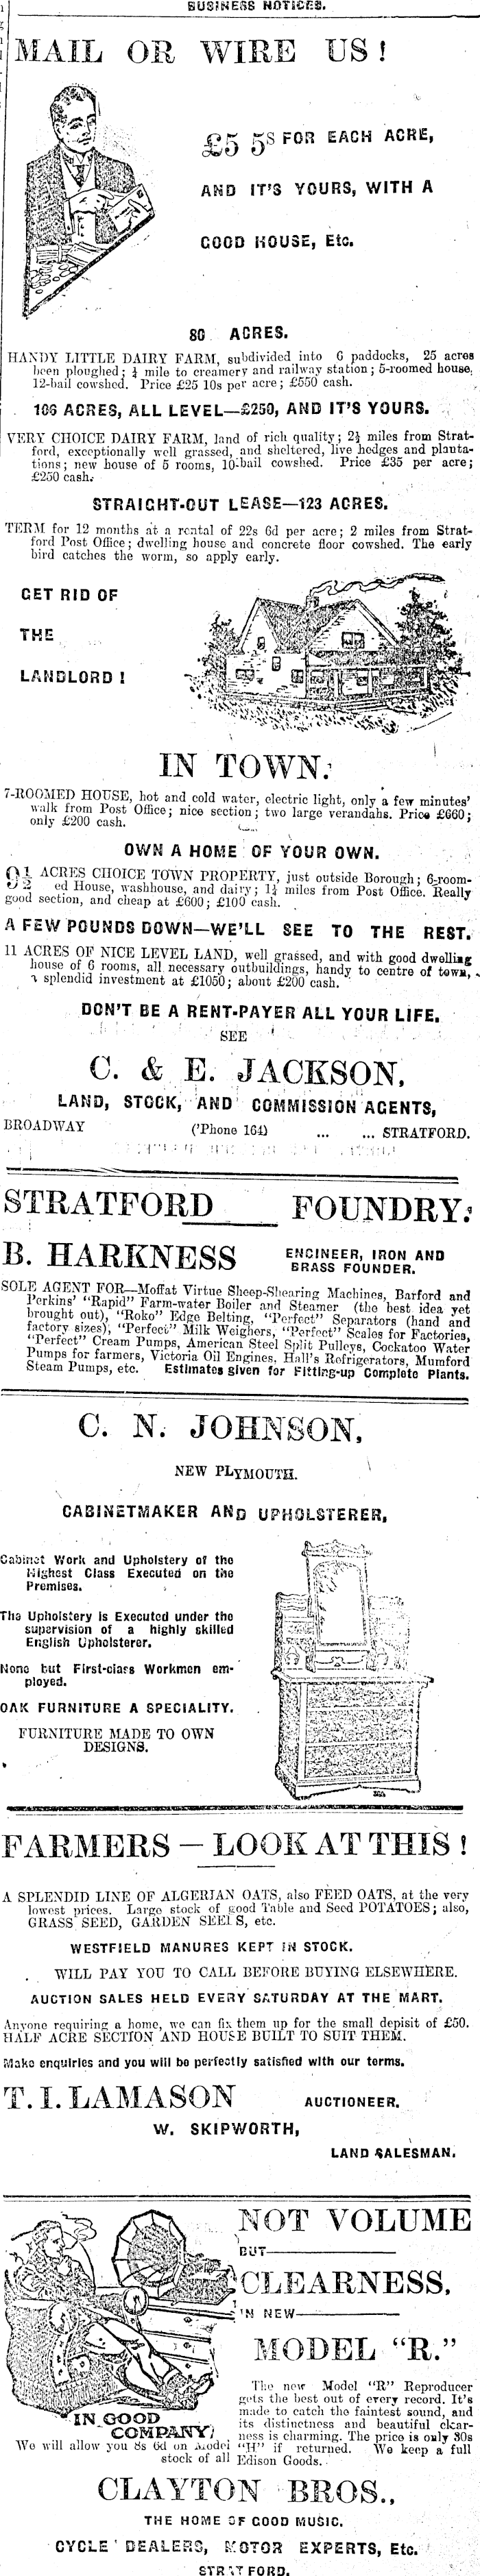 BUSINESS NOTICES.
MAIL OR WIRE US!
£5 5s FOR EACH ACRE,
AND IT'S YOURS, WITH A
GOOD HOUSE, Etc.
80 ACRES.
HANDY LITTLE DAIRY FARM, subdivided into 6 paddocks, 25 acres
been ploughed; ¼ mile to creamery and railway station; 5-roomed house,
12-bail cowshed. Price £25 10s per acre; £550 cash.
106 ACRES, ALL LEVEL—£250, AND IT'S YOURS.
VERY CHOICE DAIRY FARM, land of rich quality; 2½ miles from Strat-
ford, exceptionally well grassed, and sheltered, live hedges and planta-
tions; new house of 5 rooms, 10-bail cowshed. Price £35 per acre;
£250 cash.
STRAIGHT-OUT LEASE—123 ACRES.
TERM for 12 months at a rental of 22s 6d per acre; 2 miles from Strat-
ford Post Office; dwelling house and concrete floor cowshed. The early
bird catches the worm, so apply early.
GET RID OF
THE
LANDLORD!
IN TOWN.
7-ROOMED HOUSE, hot and cold water, electric light, only a few minutes'
walk from Post Office; nice section; two large verandahs. Price £660;
only £200 cash.
OWN A HOME OF YOUR OWN.
9½ ACRES CHOICE TOWN PROPERTY, just outside Borough; 6-room-
ed House, washhouse, and dairy; 1¼ miles from Post Office. Really
good section, and cheap at £600; £100 cash.
A FEW POUNDS DOWN—WE'LL SEE TO THE REST.
11 ACRES OF NICE LEVEL LAND, well grassed, and with good dwelling
house of 6 rooms, all necessary outbuildings, handy to centre of town,
a splendid investment at £1050; about £200 cash.
DON'T BE A RENT-PAYER ALL YOUR LIFE.
SEE
C. & E. JACKSON,
LAND, STOCK, AND COMMISSION AGENTS,
BROADWAY ('Phone 164) ... ... STRATFORD.
STRATFORD FOUNDRY.
B. HARKNESS ENGINEER, IRON AND
BRASS FOUNDER.
SOLE AGENT FOR—Moffat Virtue Sheep-Shearing Machines, Barford and
Perkins' "Rapid" Farm-water Boiler and Steamer (the best idea yet
brought out), "Roko" Edge Belting, "Perfect" Separators (hand and
factory sizes), "Perfect" Milk Weighers, "Perfect" Scales for Factories,
"Perfect" Cream Pumps, American Steel Split Pulleys, Cockatoo Water
Pumps for farmers, Victoria Oil Engines, Hall's Refrigerators, Mumford
Steam Pumps, etc. Estimates given for Fitting-up Complete Plants.
C. N. JOHNSON,
NEW PLYMOUTH.
CABINETMAKER AND UPHOLSTERER,
Cabinet Work and Upholstery of the
Highest Class Executed on the
Premises.
The Upholstery is Executed under the
supervision of a highly skilled
English Upholsterer.
None but First-class Workmen em-
ployed.
OAK FURNITURE A SPECIALITY.
FURNITURE MADE TO OWN
DESIGNS.
FARMERS — LOOK AT THIS!
A SPLENDID LINE OF ALGERIAN OATS, also FEED OATS, at the very
lowest prices. Large stock of good Table and Seed POTATOES; also,
GRASS SEED, GARDEN SEEDS, etc.
WESTFIELD MANURES KEPT IN STOCK.
WILL PAY YOU TO CALL BEFORE BUYING ELSEWHERE.
AUCTION SALES HELD EVERY SATURDAY AT THE MART.
Anyone requiring a home, we can fix them up for the small depisit of £50.
HALF ACRE SECTION AND HOUSE BUILT TO SUIT THEM.
Make enquiries and you will be perfectly satisfied with our terms.
T. I. LAMASON AUCTIONEER.
W. SKIPWORTH,
LAND SALESMAN.
NOT VOLUME
BUT
CLEARNESS,
IN NEW
MODEL "R."
The new Model "R" Reproducer
gets the best out of every record. It's
made to catch the faintest sound, and
its distinctness and beautiful clear-
ness is charming. The price is only 30s
IN GOOD
COMPANY
We will allow you 8s 6d on Model "H" if returned. We keep a full
stock of all Edison Goods.
CLAYTON BROS.,
THE HOME OF GOOD MUSIC.
CYCLE DEALERS, MOTOR EXPERTS, Etc.
STRATFORD.